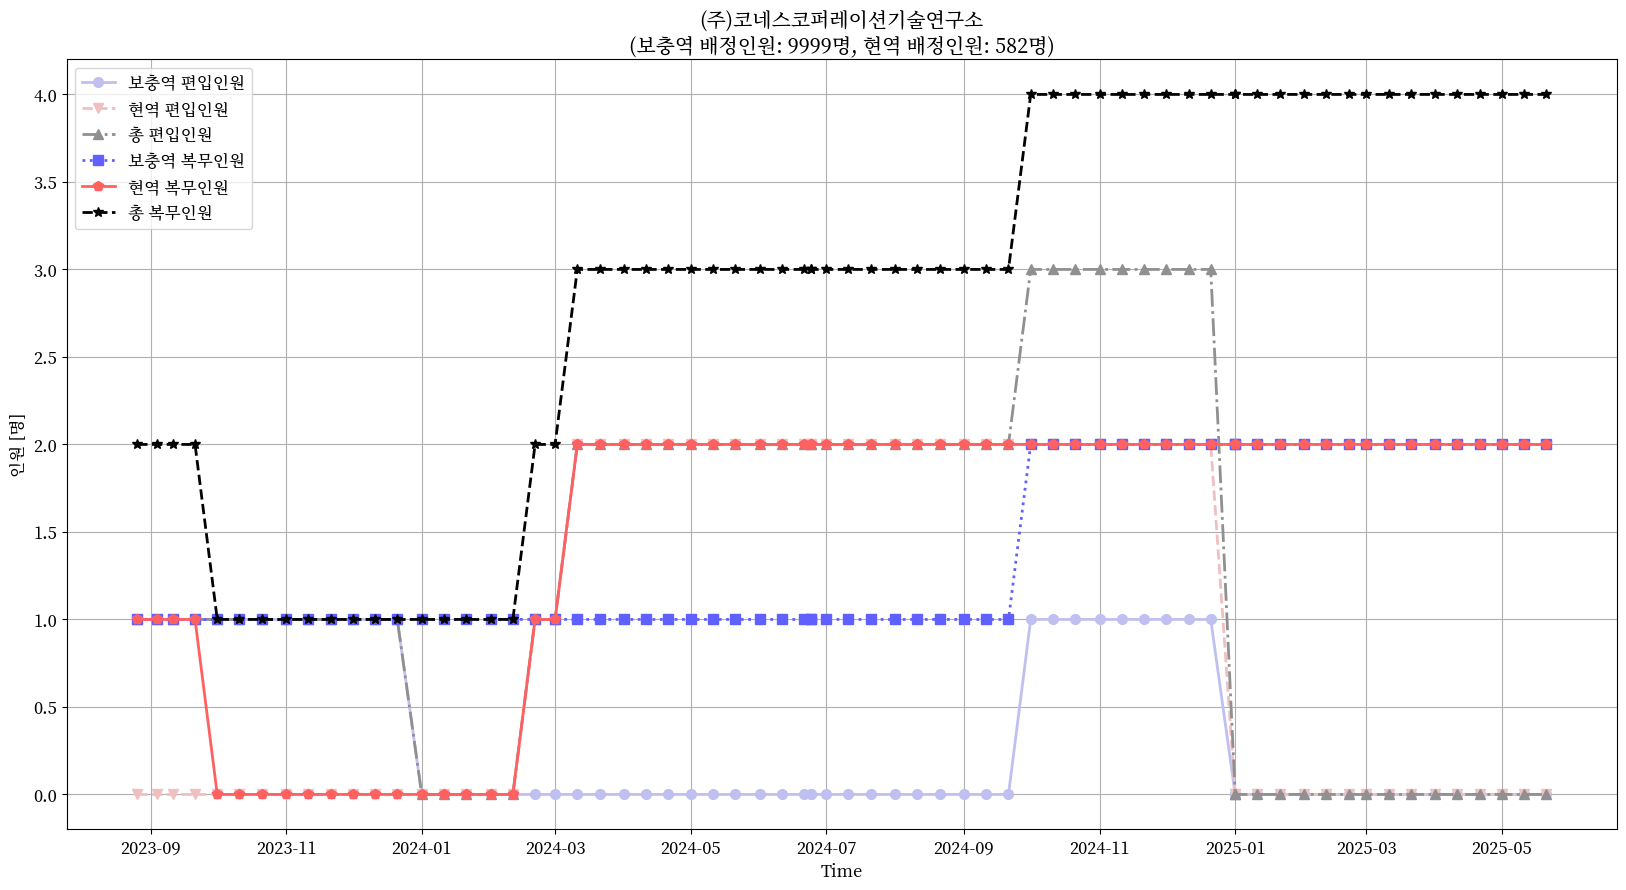 (주)코네스코퍼레이션기술연구소
(보충역 배정인원: 9999명, 현역 배정인원: 582명)
보충역 편입인원
현역 편입인원
총 편입인원
보충역 복무인원
현역 복무인원
총 복무인원
4.0
3.5
3.0
2.5
2.0
1.5
1.0
0.5
0.0
인원 [명]
2023-09 2023-11 2024-01 2024-03 2024-05 2024-07 2024-09 2024-11 2025-01 2025-03 2025-05
Time